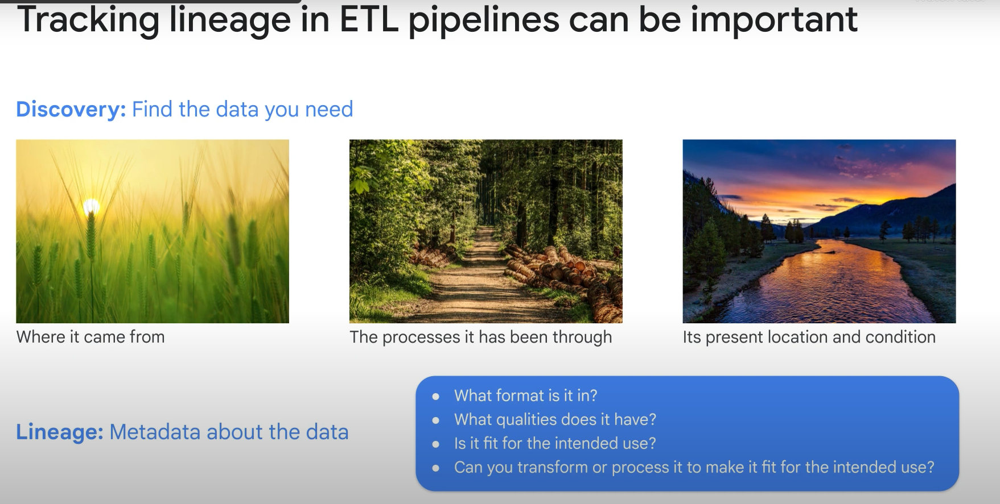 Tracking lineage in ETL pipelines can be important
Discovery: Find the data you need
Where it came from
The processes it has been through
Its present location and condition
Lineage: Metadata about the data
● What format is it in?
● What qualities does it have?
● Is it fit for the intended use?
● Can you transform or process it to make it fit for the intended use?